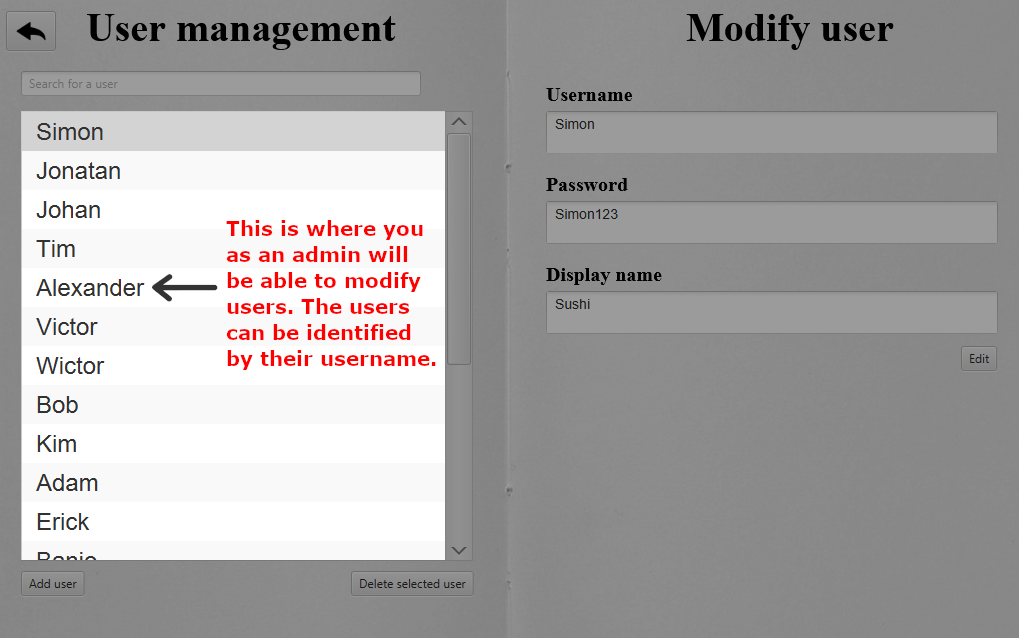 User management
Search for a user
Simon
Jonatan
Johan
Tim
Alexander
Victor
Wictor
Bob
Kim
Adam
Erick
This is where you
as an admin will
be able to modify
users. The users
can be identified
by their username.
Add user
Delete selected user
Modify user
Username
Simon
Password
Simon123
Display name
Sushi
Edit